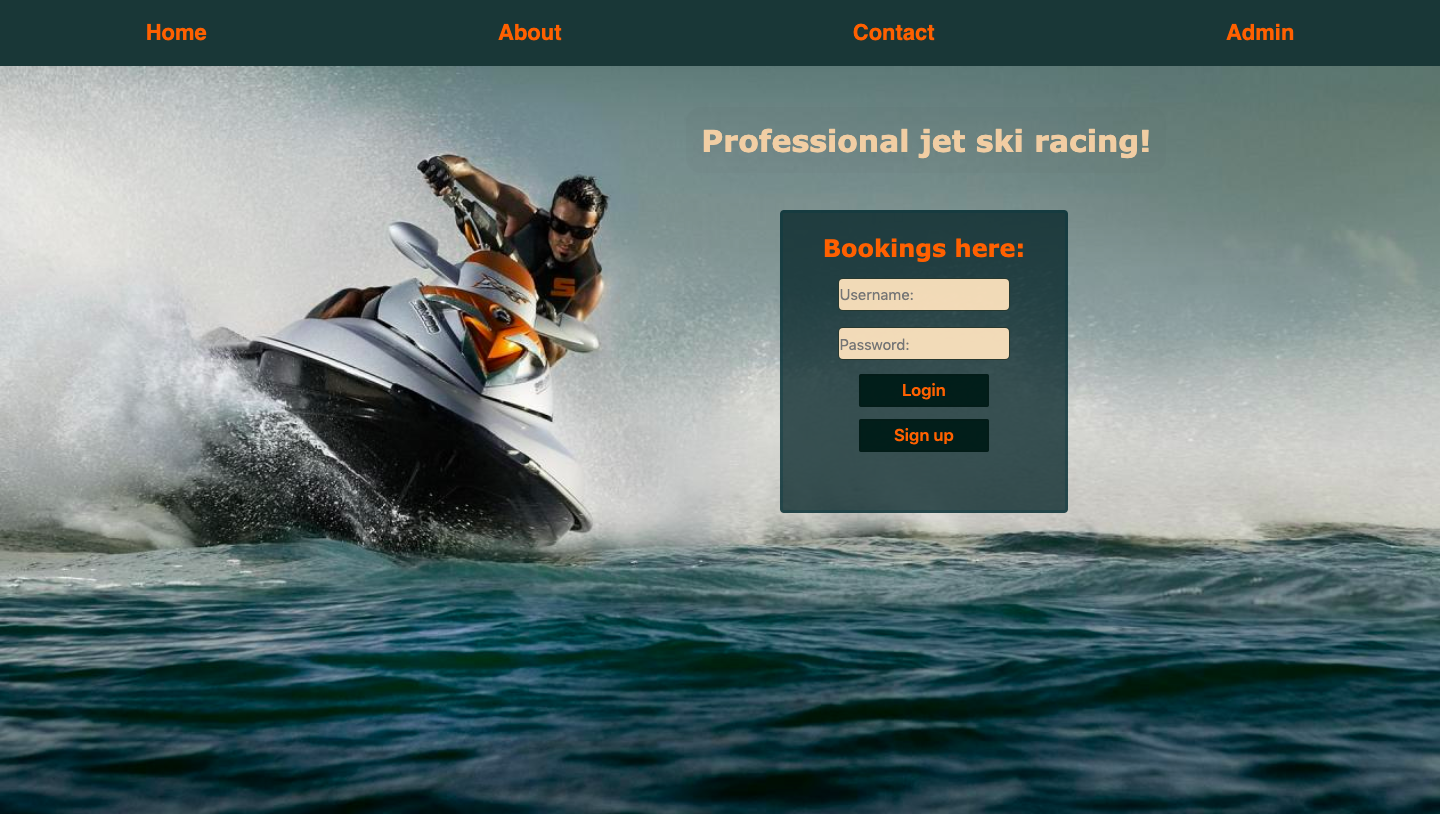 Home About Contact Admin
Professional jet ski racing!
Bookings here:
Username:
Password:
Login
Sign up
S